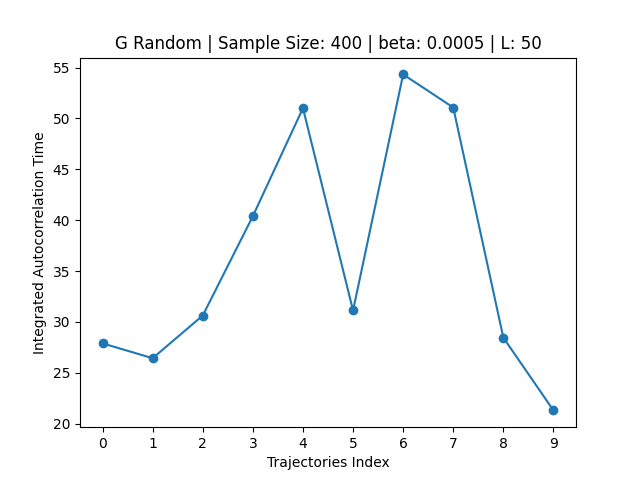 G Random | Sample Size: 400 | beta: 0.0005 | L: 50
Integrated Autocorrelation Time
55
50
45
40
35
30
25
20
0 1 2 3 4 5 6 7 8 9
Trajectories Index